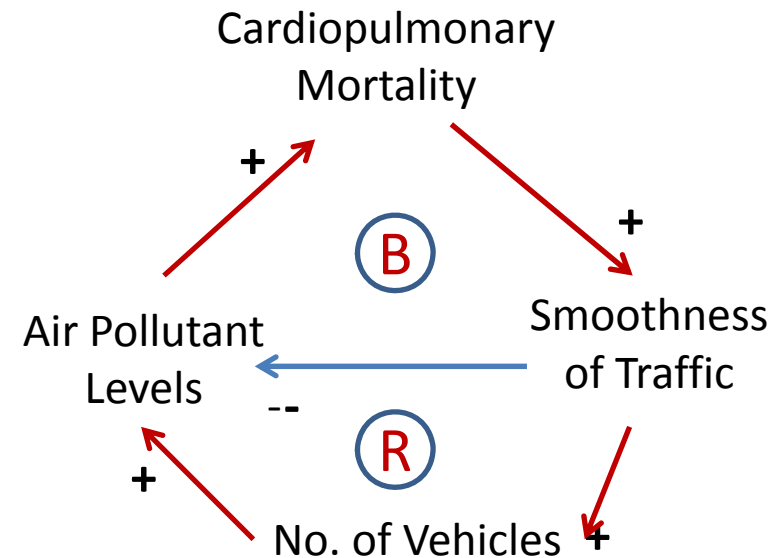 Cardiopulmonary
Mortality
+
+
B
Air Pollutant
Levels
Smoothness
of Traffic
--
R
+
No. of Vehicles +